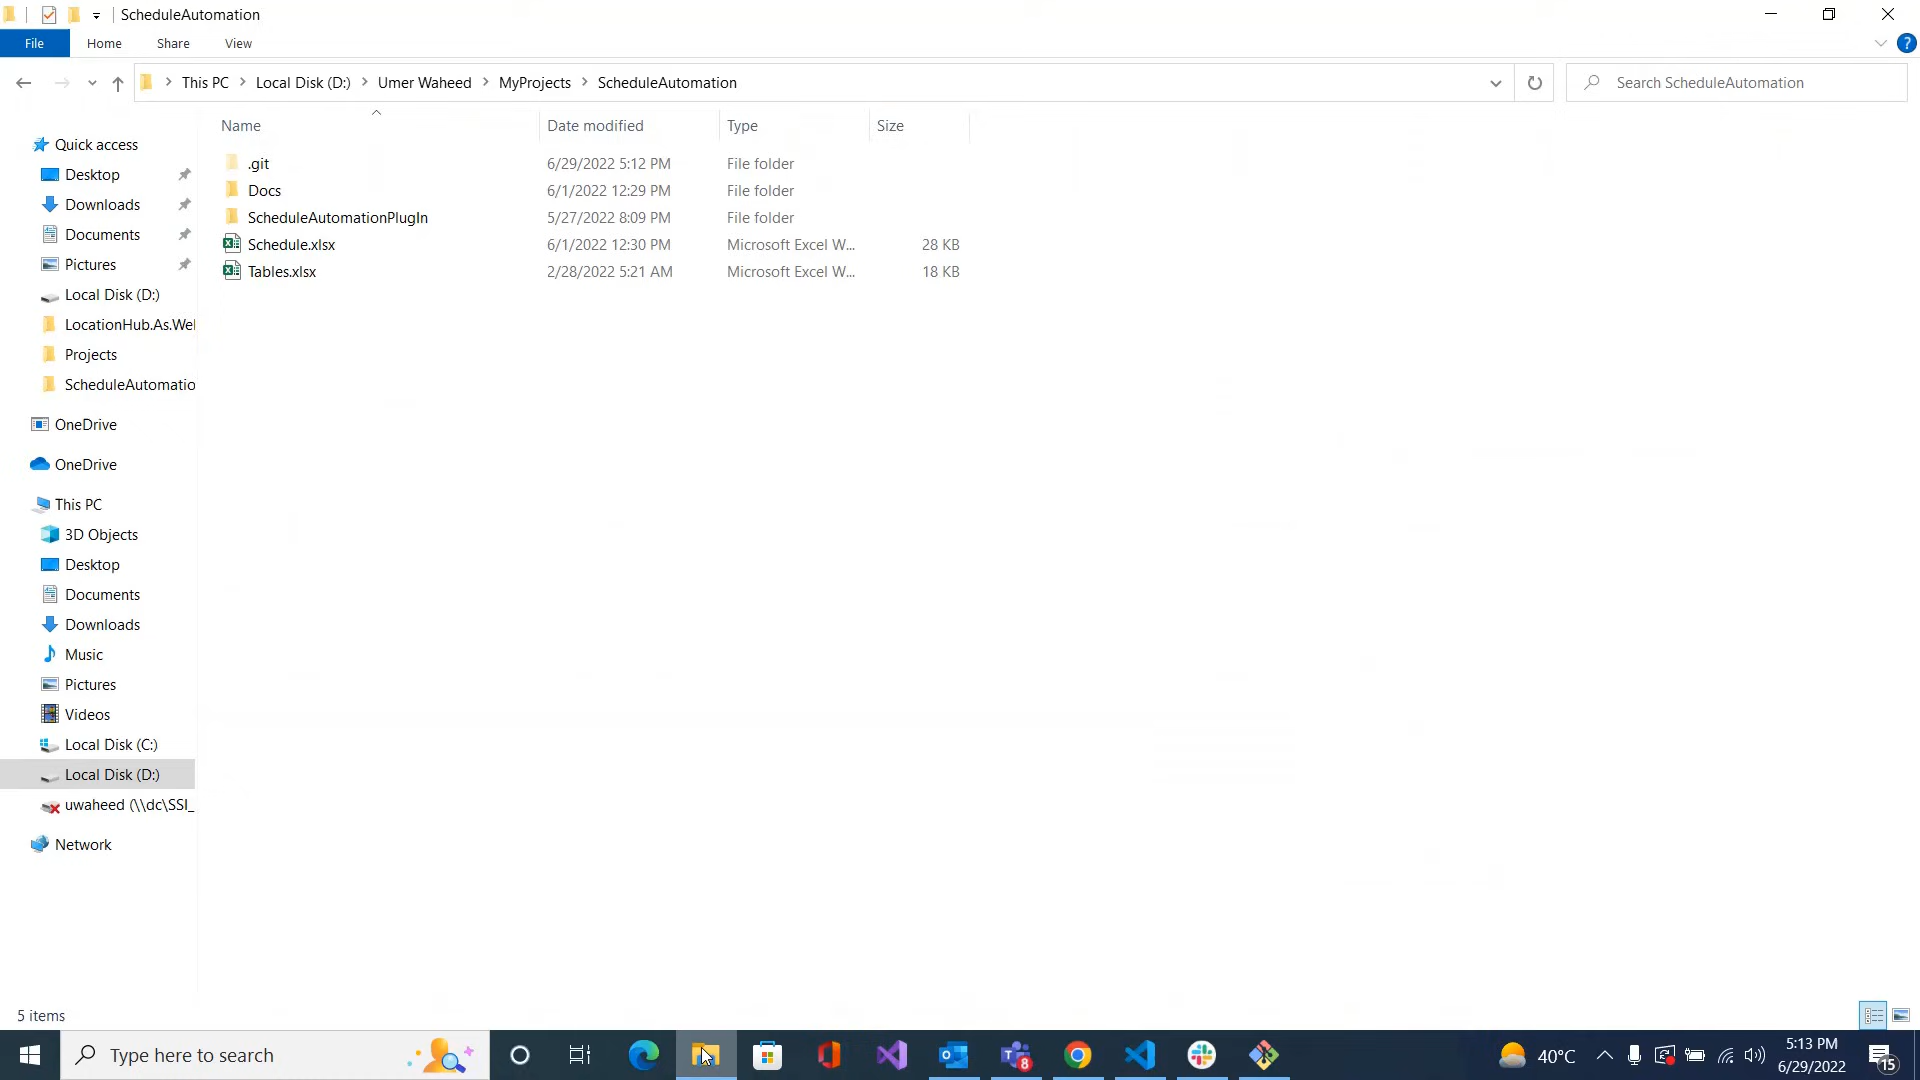 ScheduleAutomation
File Home Share View
This PC Local Disk (D:) Umer Waheed MyProjects ScheduleAutomation
Search ScheduleAutomation
Name Date modified Type Size
.git 6/29/2022 5:12 PM File folder
Docs 6/1/2022 12:29 PM File folder
ScheduleAutomationPlugIn 5/27/2022 8:09 PM File folder
Schedule.xlsx 6/1/2022 12:30 PM Microsoft Excel W... 28 KB
Tables.xlsx 2/28/2022 5:21 AM Microsoft Excel W... 18 KB
Quick access
Desktop
Downloads
Documents
Pictures
Local Disk (D:)
LocationHub.As.Wel
Projects
ScheduleAutomatio
OneDrive
OneDrive
This PC
3D Objects
Desktop
Documents
Downloads
Music
Pictures
Videos
Local Disk (C:)
Local Disk (D:)
uwaheed (\\dc\SSI_
Network
5 items
Type here to search
8
40°C
5:13 PM
6/29/2022
15